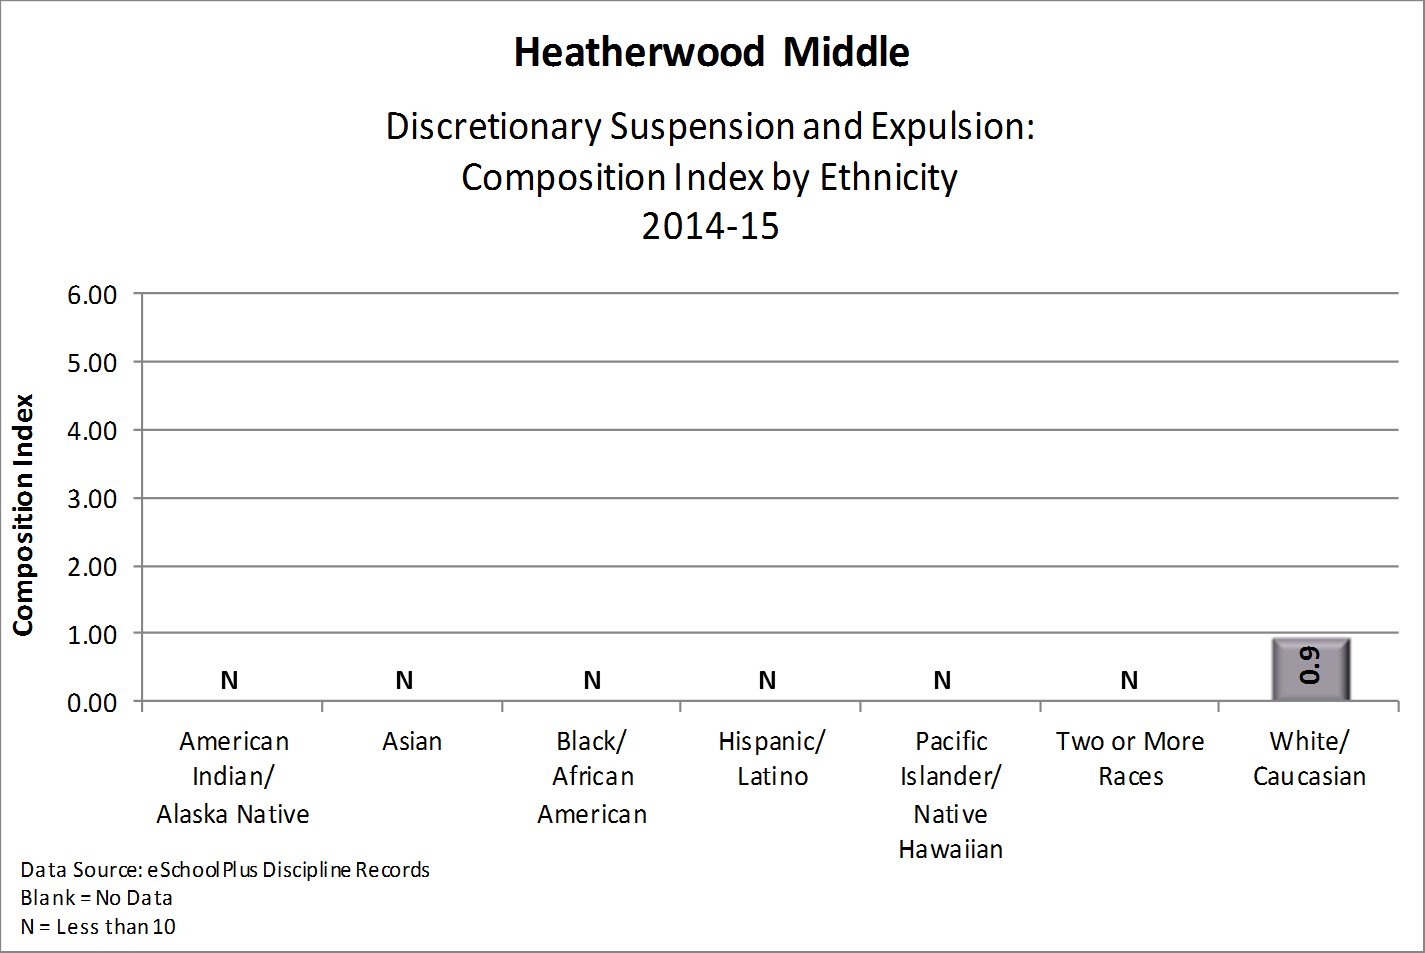 Heatherwood Middle
Discretionary Suspension and Expulsion:
Composition Index by Ethnicity
2014-15
Composition Index
6.00
5.00
4.00
3.00
2.00
1.00
0.00
N
N
N
N
N
N
0.9
American
Indian/
Alaska Native
Asian
Black/
African
American
Hispanic/
Latino
Pacific
Islander/
Native
Hawaiian
Two or More
Races
White/
Caucasian
Data Source: eSchoolPlus Discipline Records
Blank = No Data
N = Less than 10